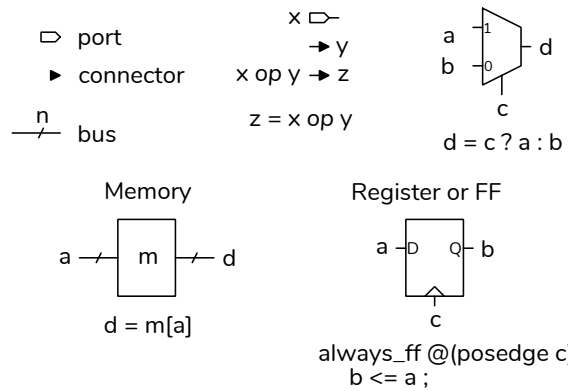 port
connector
n
bus
x
y
x op y
z
z = x op y
a
1
b
0
d
c
d = c ? a : b
Memory
a
m
d
d = m[a]
Register or FF
a
D
Q
b
c
always_ff @(posedge c)
b <= a ;